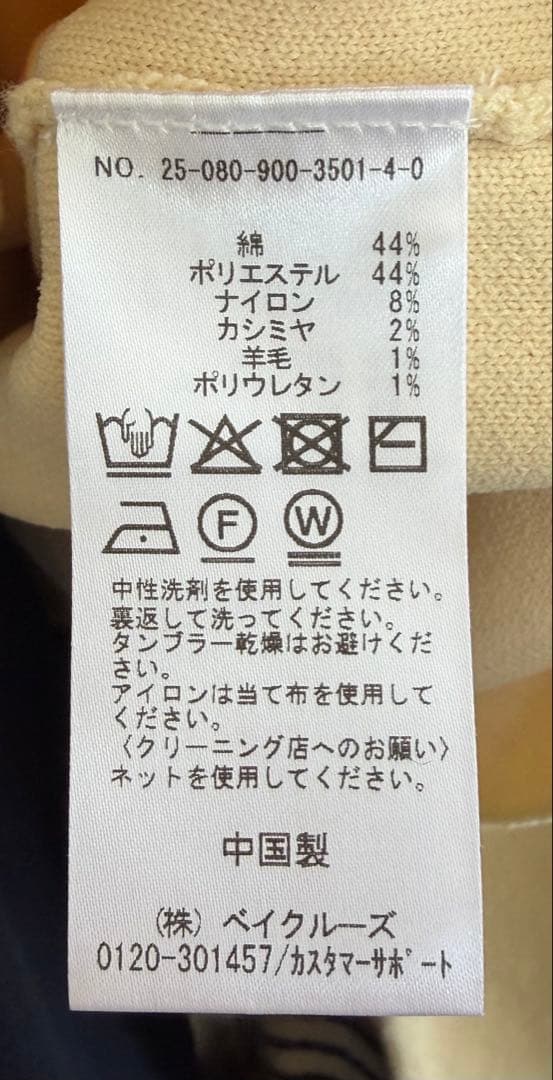 NO. 25-080-900-3501-4-0
綿 44%
ポリエステル 44%
ナイロン 8%
カシミヤ 2%
羊毛 1%
ポリウレタン 1%
F W
中性洗剤を使用してください。
裏返して洗ってください。
タンブラー乾燥はお避けくだ
さい。
アイロンは当て布を使用して
ください。
〈クリーニング店へのお願い〉
ネットを使用してください。
中国製
(株) ベイクルーズ
0120-301457/カスタマーサポート